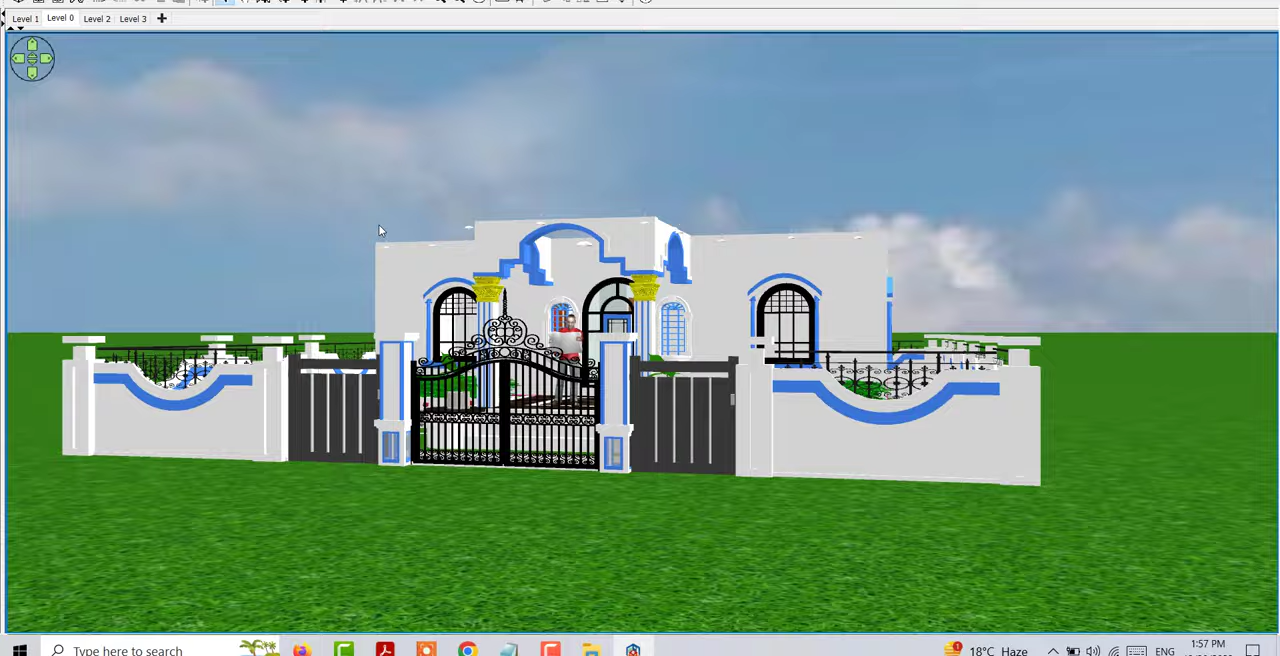 Level 1 Level 0 Level 2 Level 3
Type here to search
18°C Haze
ENG
1:57 PM